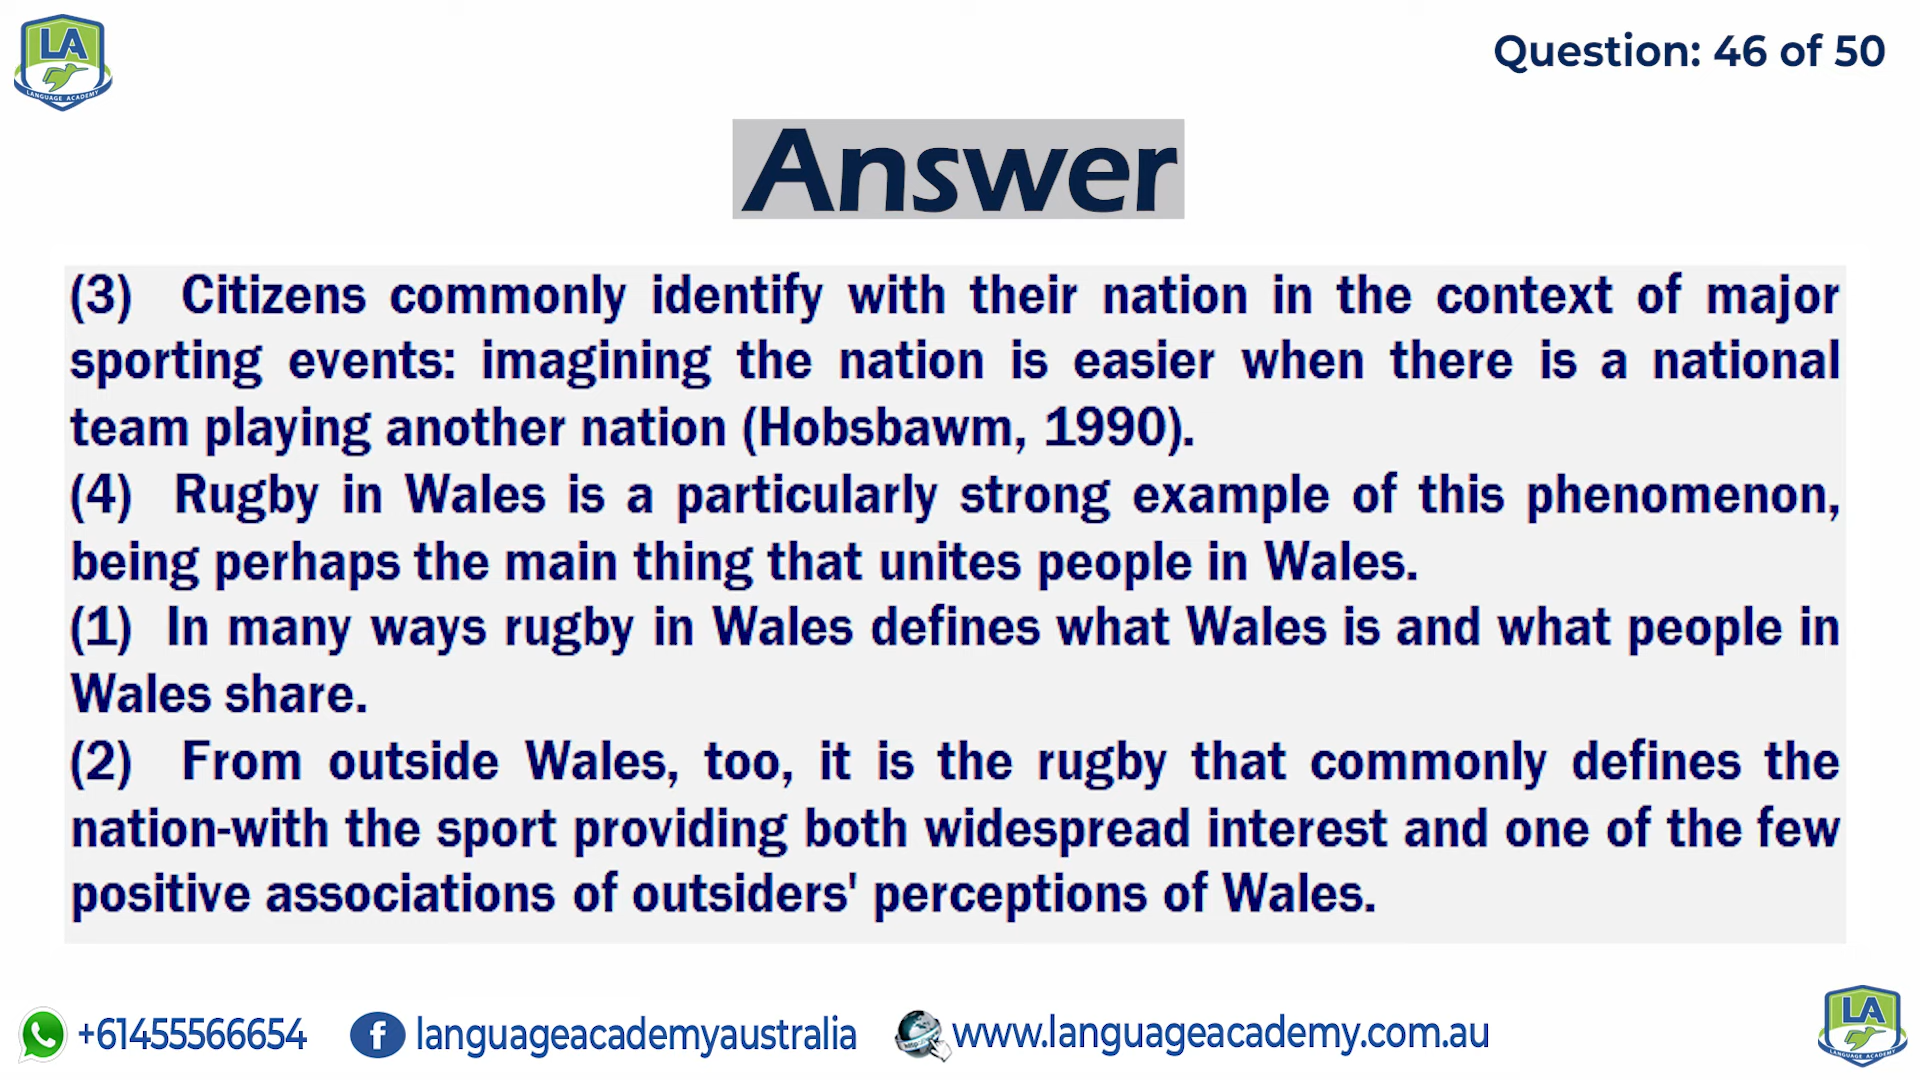 LA
LANGUAGE ACADEMY
Question: 46 of 50
Answer
(3) Citizens commonly identify with their nation in the context of major
sporting events: imagining the nation is easier when there is a national
team playing another nation (Hobsbawm, 1990).
(4) Rugby in Wales is a particularly strong example of this phenomenon,
being perhaps the main thing that unites people in Wales.
(1) In many ways rugby in Wales defines what Wales is and what people in
Wales share.
(2) From outside Wales, too, it is the rugby that commonly defines the
nation-with the sport providing both widespread interest and one of the few
positive associations of outsiders' perceptions of Wales.
+61455566654
f languageacademyaustralia
http:// www.languageacademy.com.au
LA
LANGUAGE ACADEMY